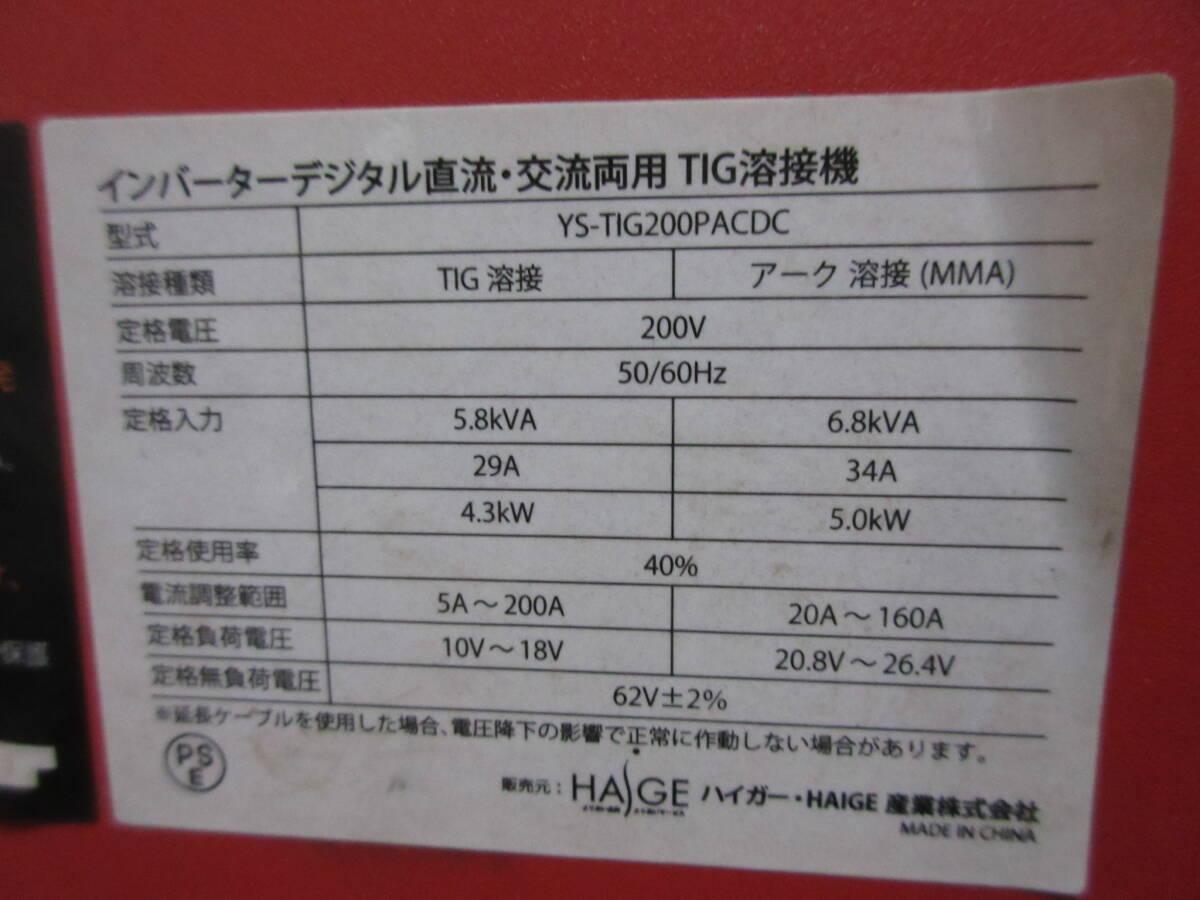 インバーターデジタル直流・交流両用 TIG溶接機
型式 YS-TIG200PACDC
溶接種類 TIG 溶接 アーク 溶接 (MMA)
定格電圧 200V
周波数 50/60Hz
定格入力 5.8kVA 6.8kVA
29A 34A
4.3kW 5.0kW
定格使用率 40%
電流調整範囲 5A～200A 20A～160A
定格負荷電圧 10V～18V 20.8V～26.4V
定格無負荷電圧 62V±2%
※延長ケーブルを使用した場合、電圧降下の影響で正常に作動しない場合があります。
PSE
販売元： HAIGE ハイガー・HAIGE 産業株式会社
MADE IN CHINA
保護